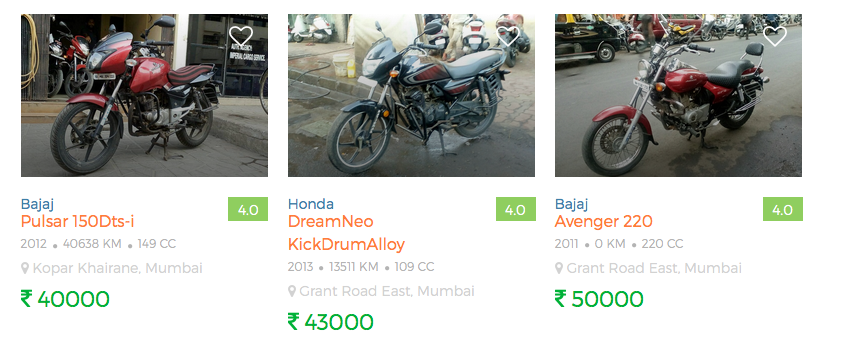 AUTO AGENCY
IMPERIAL CARGO SERVICE
Bajaj
4.0
Pulsar 150Dts-i
2012 • 40638 KM • 149 CC
Kopar Khairane, Mumbai
₹ 40000
Honda
4.0
DreamNeo
KickDrumAlloy
2013 • 13511 KM • 109 CC
Grant Road East, Mumbai
₹ 43000
Bajaj
4.0
Avenger 220
2011 • 0 KM • 220 CC
Grant Road East, Mumbai
₹ 50000